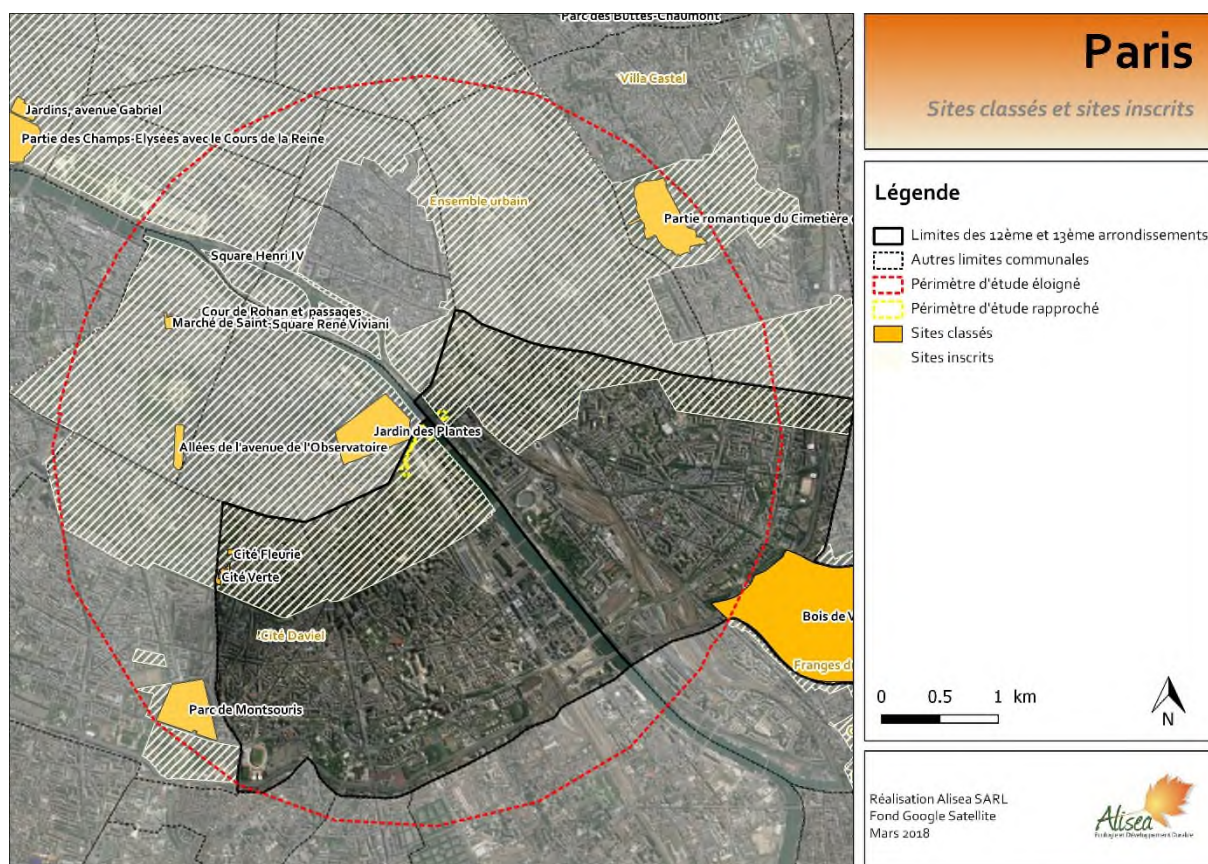 Parc des Buttes-Chaumont
Villa Castel
Jardins, avenue Gabriel
Partie des Champs-Elysées avec le Cours de la Reine
Ensemble urbain
Partie romantique du Cimetière
Square Henri IV
Cour de Rohan et passages
Marché de Saint-Square René Viviani
Jardin des Plantes
Allées de l'avenue de l'Observatoire
Cité Fleurie
Cité Verte
Cité Daviel
Bois de V
Franges d
Parc de Montsouris
Paris
Sites classés et sites inscrits
Légende
Limites des 12ème et 13ème arrondissements
Autres limites communales
Périmètre d'étude éloigné
Périmètre d'étude rapproché
Sites classés
Sites inscrits
0 0.5 1 km
N
Réalisation Alisea SARL
Fond Google Satellite
Mars 2018
Alisea
Ecologie et Développement Durable